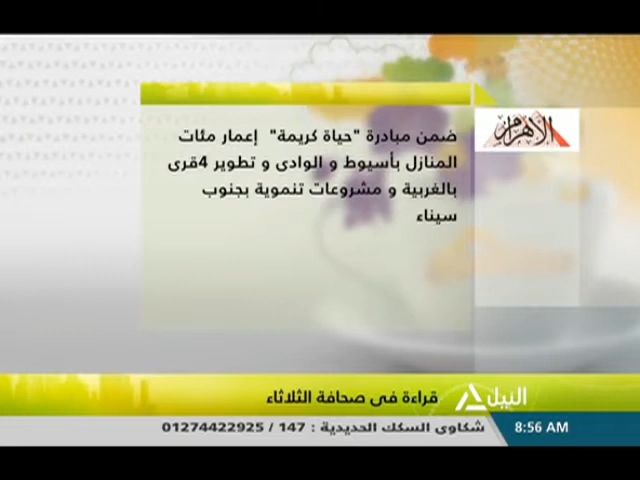 الأهرام
ضمن مبادرة "حياة كريمة" إعمار مئات
المنازل بأسيوط و الوادى و تطوير 4قرى
بالغربية و مشروعات تنموية بجنوب
سيناء
النيل
قراءة فى صحافة الثلاثاء
8:56 AM
شكاوى السكك الحديدية : 147 / 01274422925